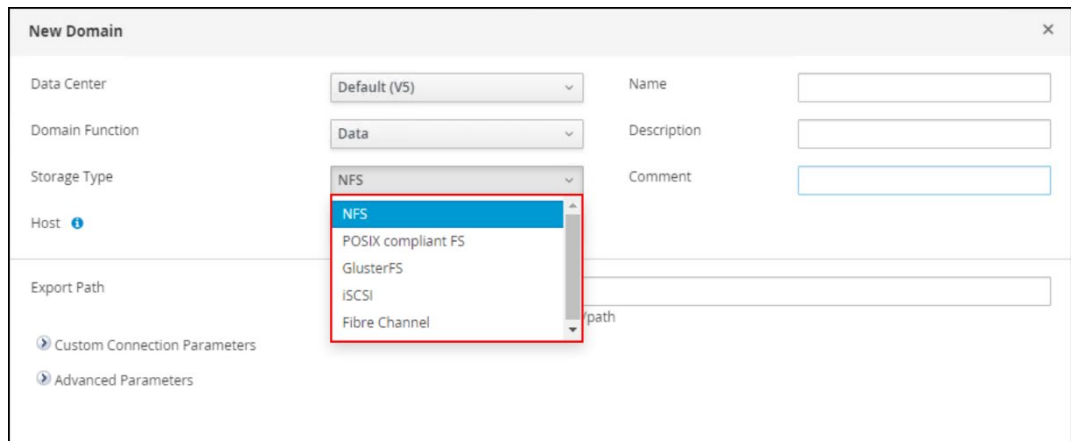 New Domain
Data Center
Default (V5)
Name
Domain Function
Data
Description
Storage Type
NFS
Comment
NFS
Host
POSIX compliant FS
GlusterFS
iSCSI
Fibre Channel
Export Path
/path
Custom Connection Parameters
Advanced Parameters